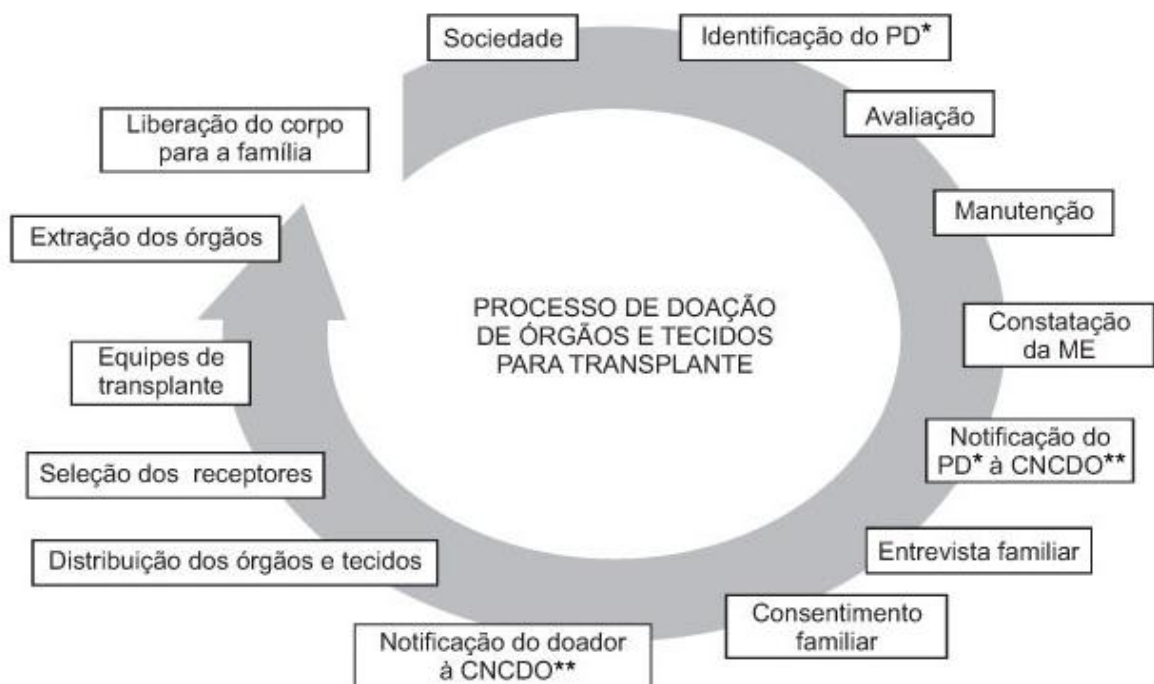 Sociedade
Identificação do PD*
Avaliação
Manutenção
Constatação
da ME
Notificação do
PD* à CNCDO**
Entrevista familiar
Consentimento
familiar
Notificação do doador
à CNCDO**
Distribuição dos órgãos e tecidos
Seleção dos receptores
Equipes de
transplante
Extração dos órgãos
Liberação do corpo
para a família
PROCESSO DE DOAÇÃO
DE ÓRGÃOS E TECIDOS
PARA TRANSPLANTE